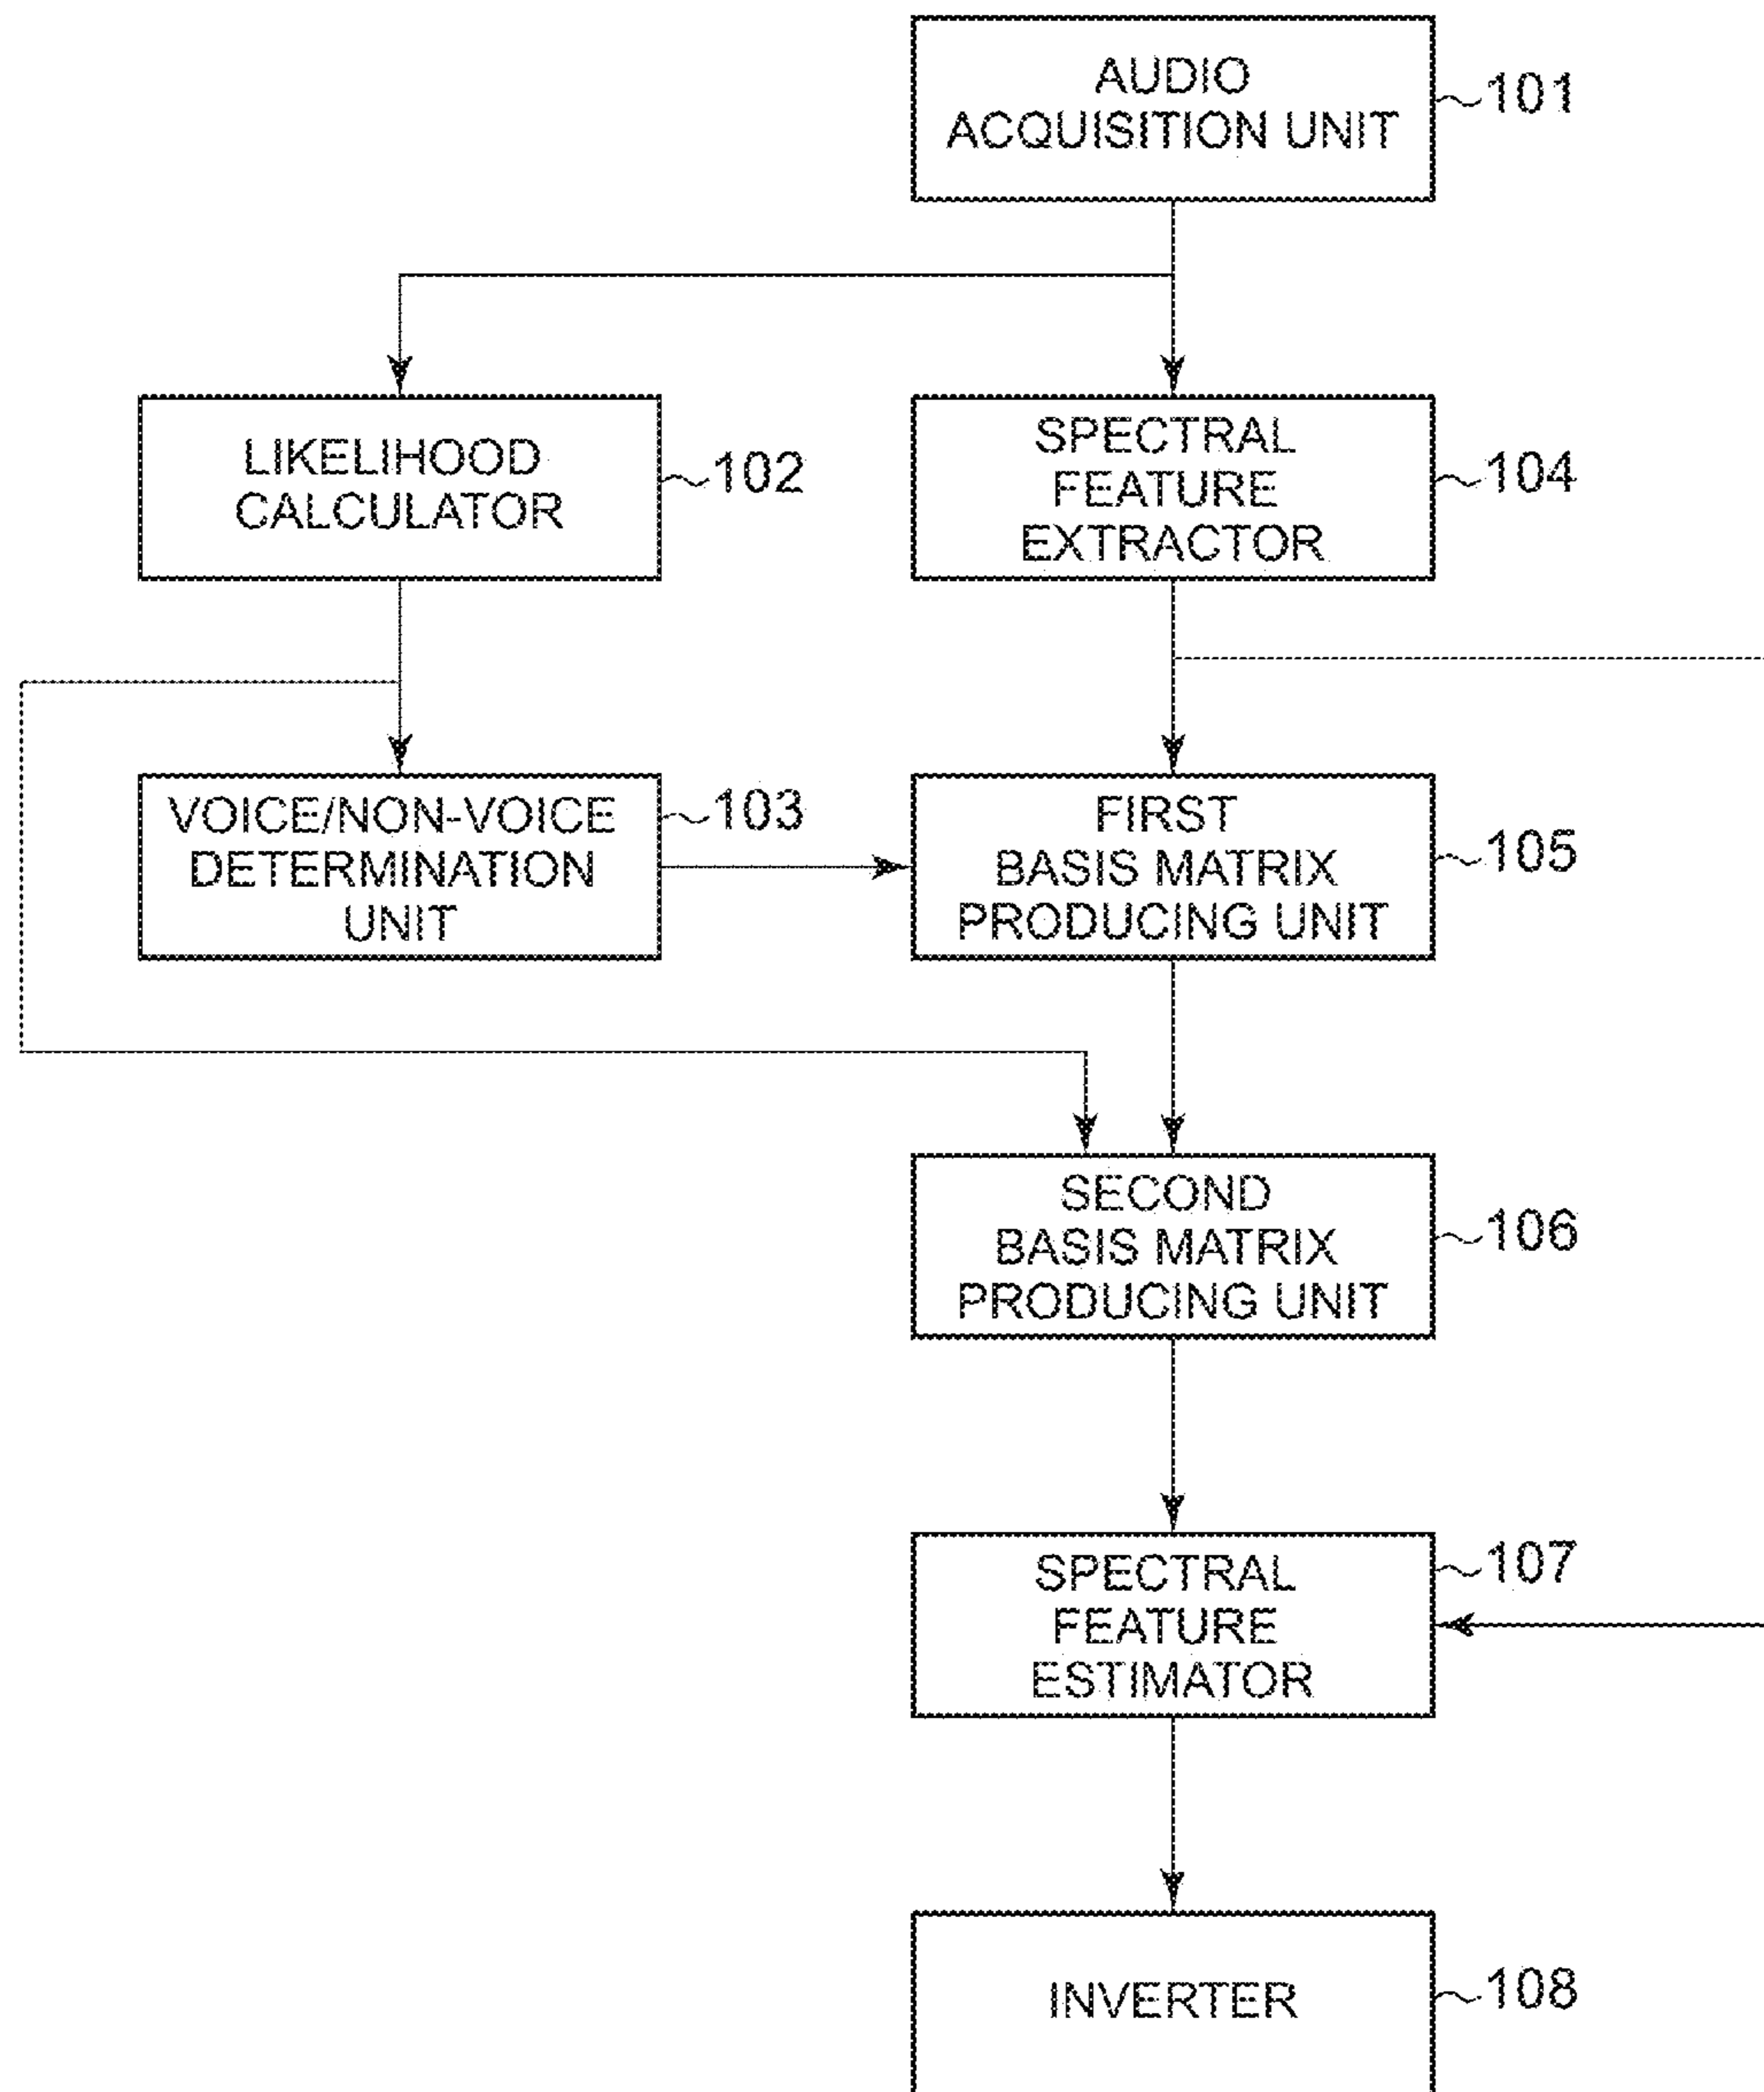 AUDIO
ACQUISITION UNIT
101
LIKELIHOOD
CALCULATOR
102
SPECTRAL
FEATURE
EXTRACTOR
104
VOICE/NON-VOICE
DETERMINATION
UNIT
103
FIRST
BASIS MATRIX
PRODUCING UNIT
105
SECOND
BASIS MATRIX
PRODUCING UNIT
106
SPECTRAL
FEATURE
ESTIMATOR
107
INVERTER
108